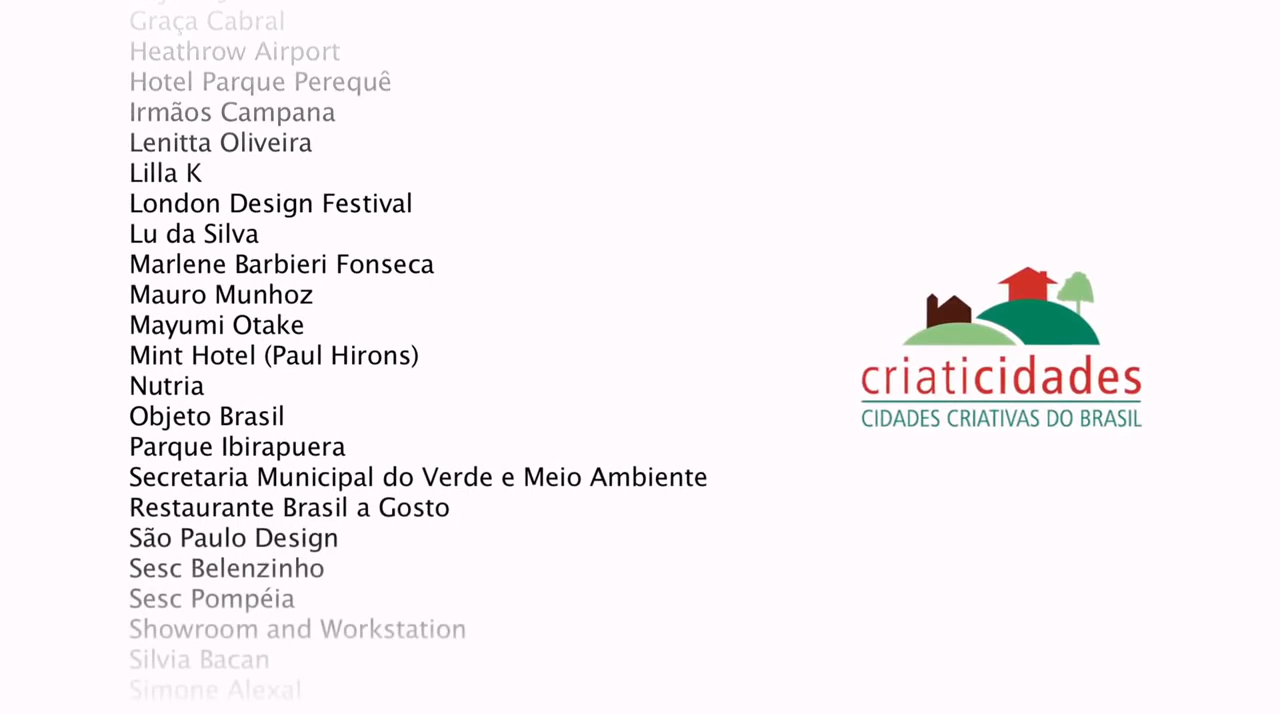 Graça Cabral
Heathrow Airport
Hotel Parque Perequê
Irmãos Campana
Lenitta Oliveira
Lilla K
London Design Festival
Lu da Silva
Marlene Barbieri Fonseca
Mauro Munhoz
Mayumi Otake
Mint Hotel (Paul Hirons)
Nutria
Objeto Brasil
Parque Ibirapuera
Secretaria Municipal do Verde e Meio Ambiente
Restaurante Brasil a Gosto
São Paulo Design
Sesc Belenzinho
Sesc Pompéia
Showroom and Workstation
Silvia Bacan
Simone Alexal
criaticidades
CIDADES CRIATIVAS DO BRASIL